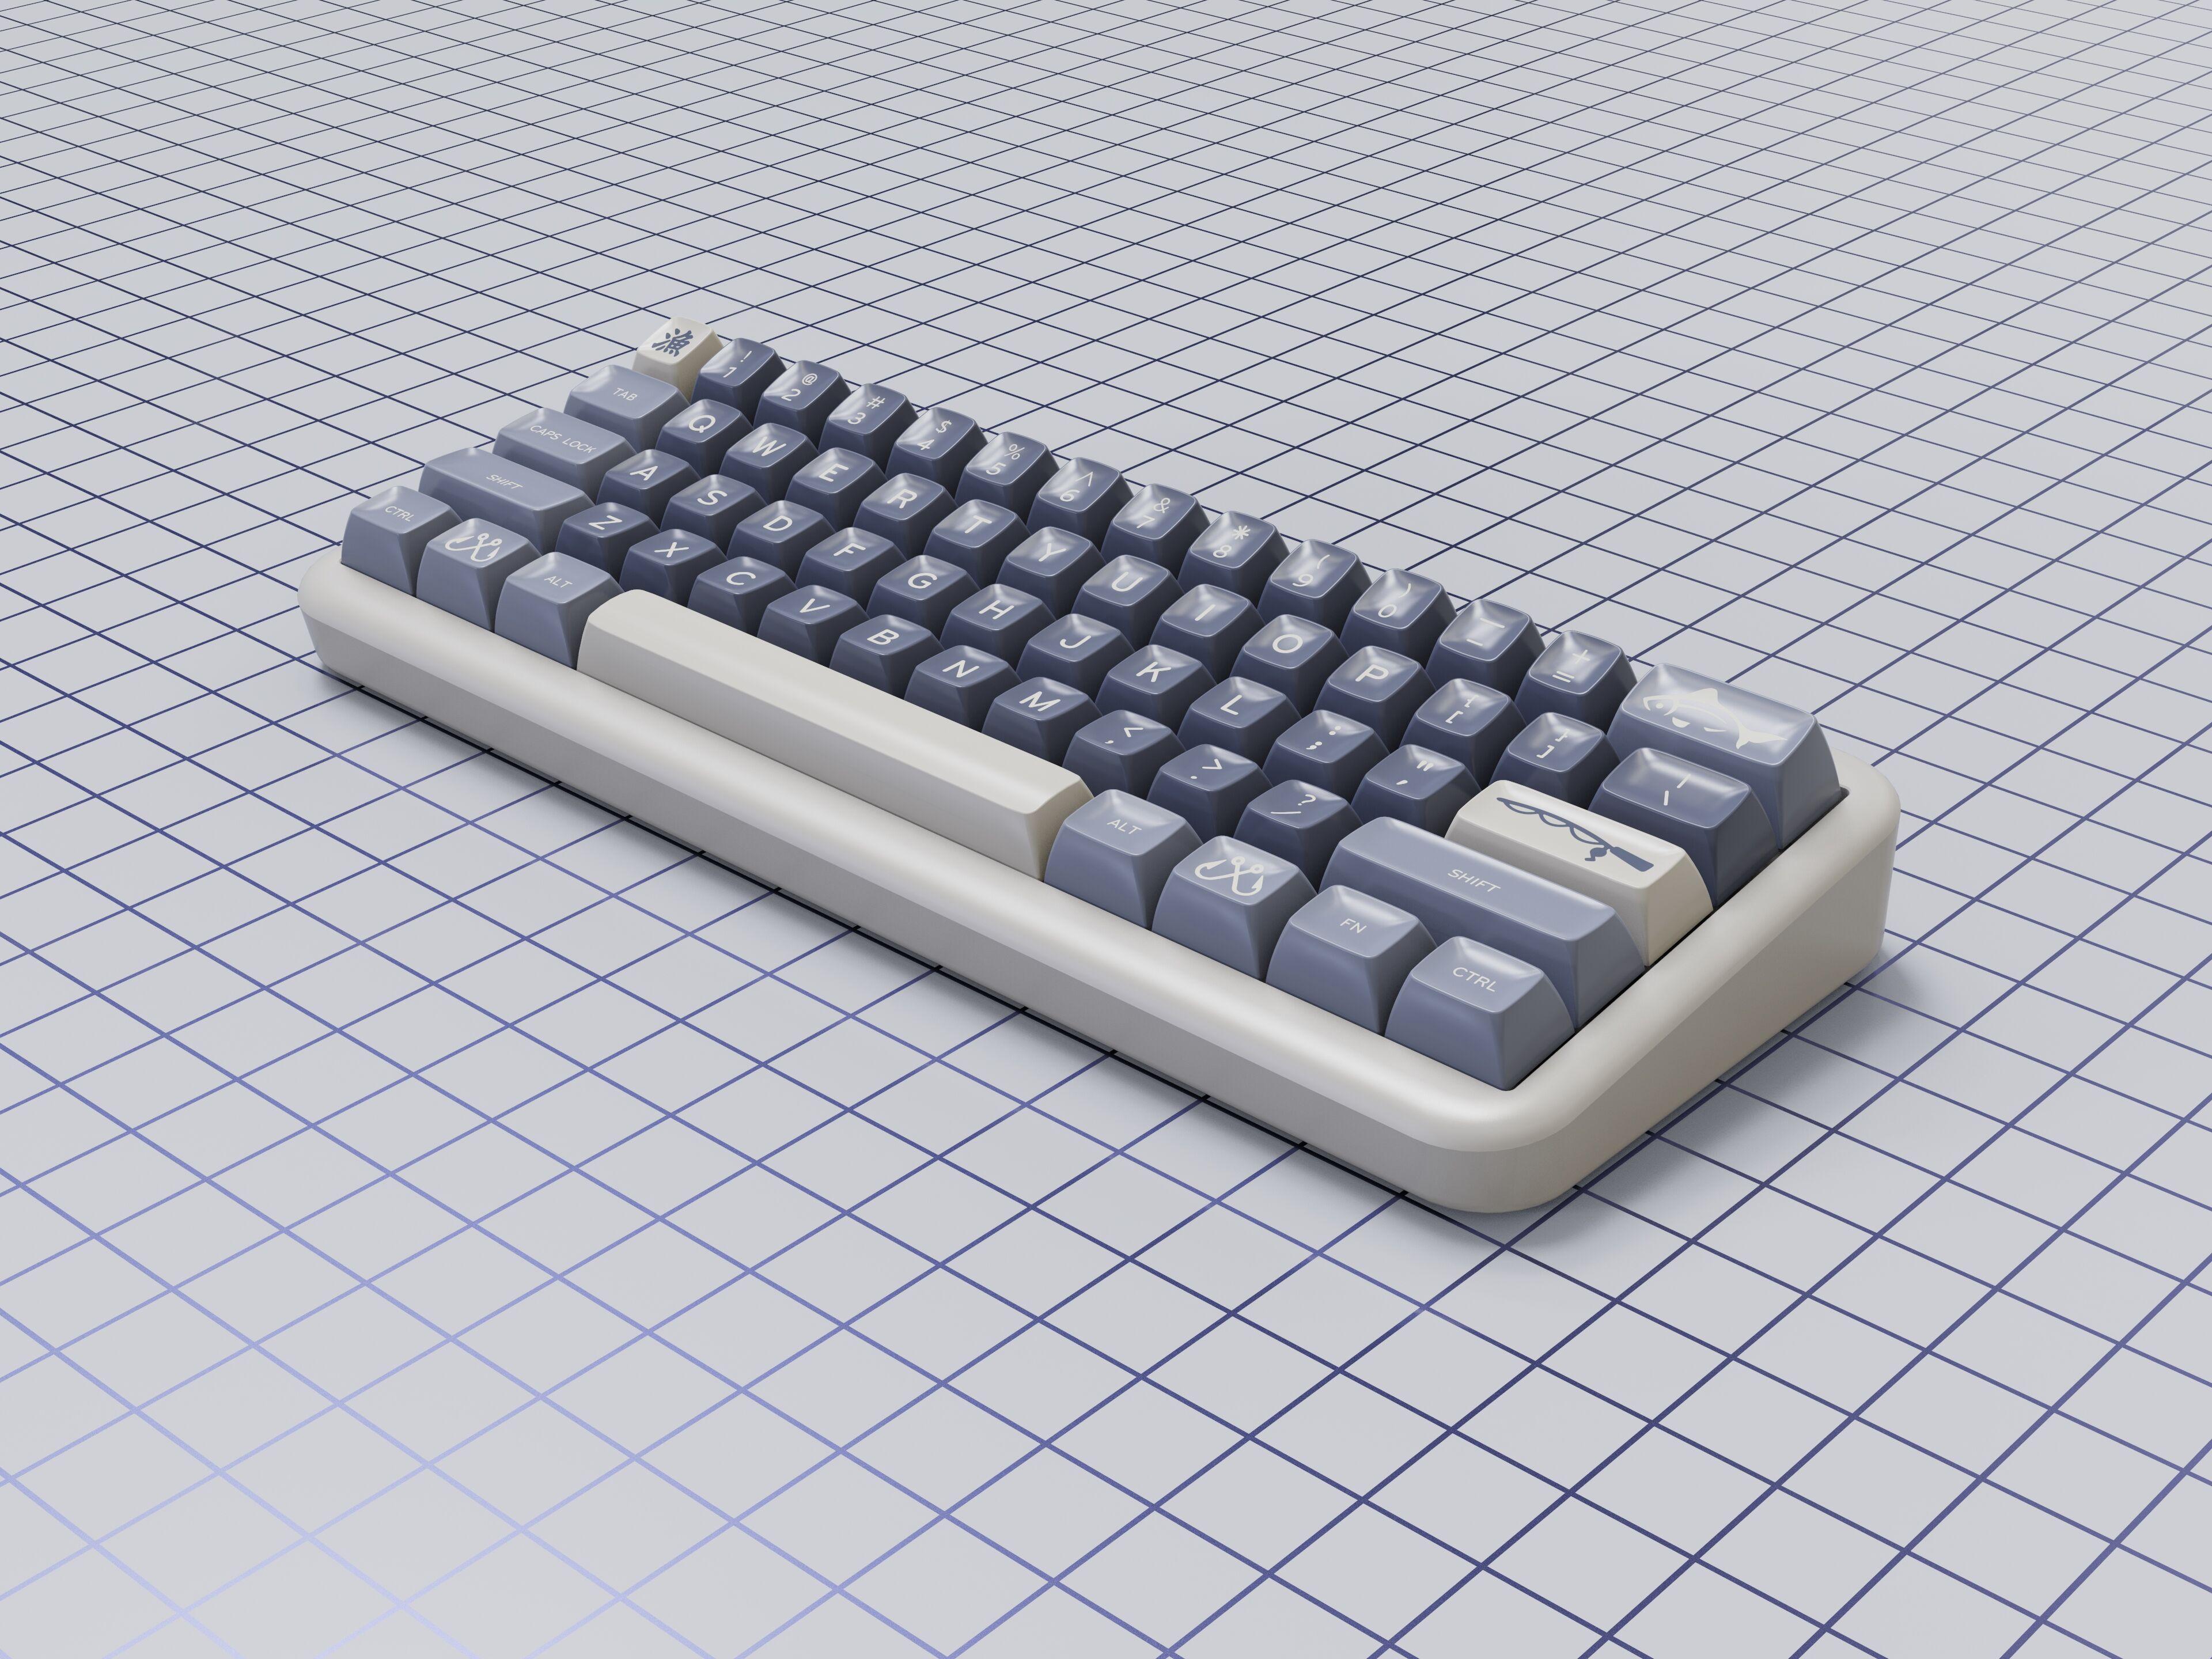 漁 ! 1 @ 2 # 3 $ 4 % 5 ^ 6 & 7 * 8 ( 9 ) 0 _ - + =
TAB Q W E R T Y U I O P { [ } ] | \
CAPS LOCK A S D F G H J K L : ; " '
SHIFT Z X C V B N M < , > . ? / SHIFT
CTRL ALT ALT FN CTRL